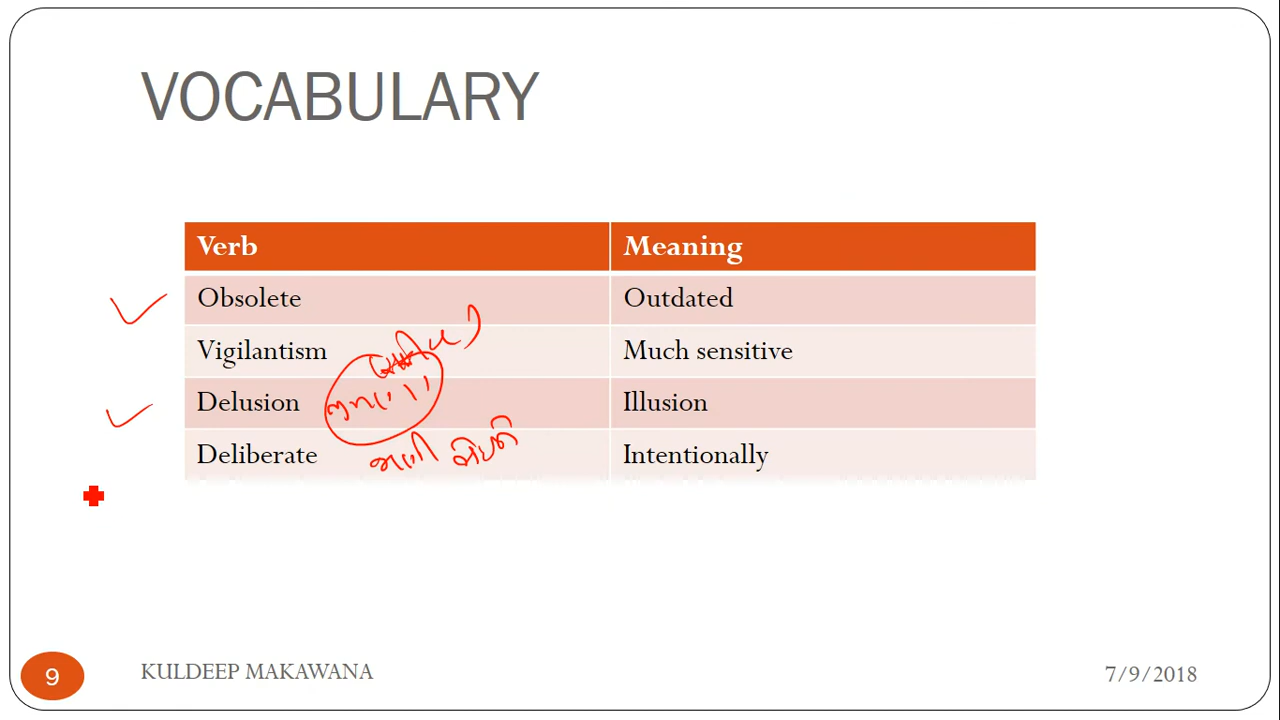 VOCABULARY
Verb Meaning
Obsolete Outdated
Vigilantism Much sensitive
Delusion Illusion
Deliberate Intentionally
9 KULDEEP MAKAWANA 7/9/2018